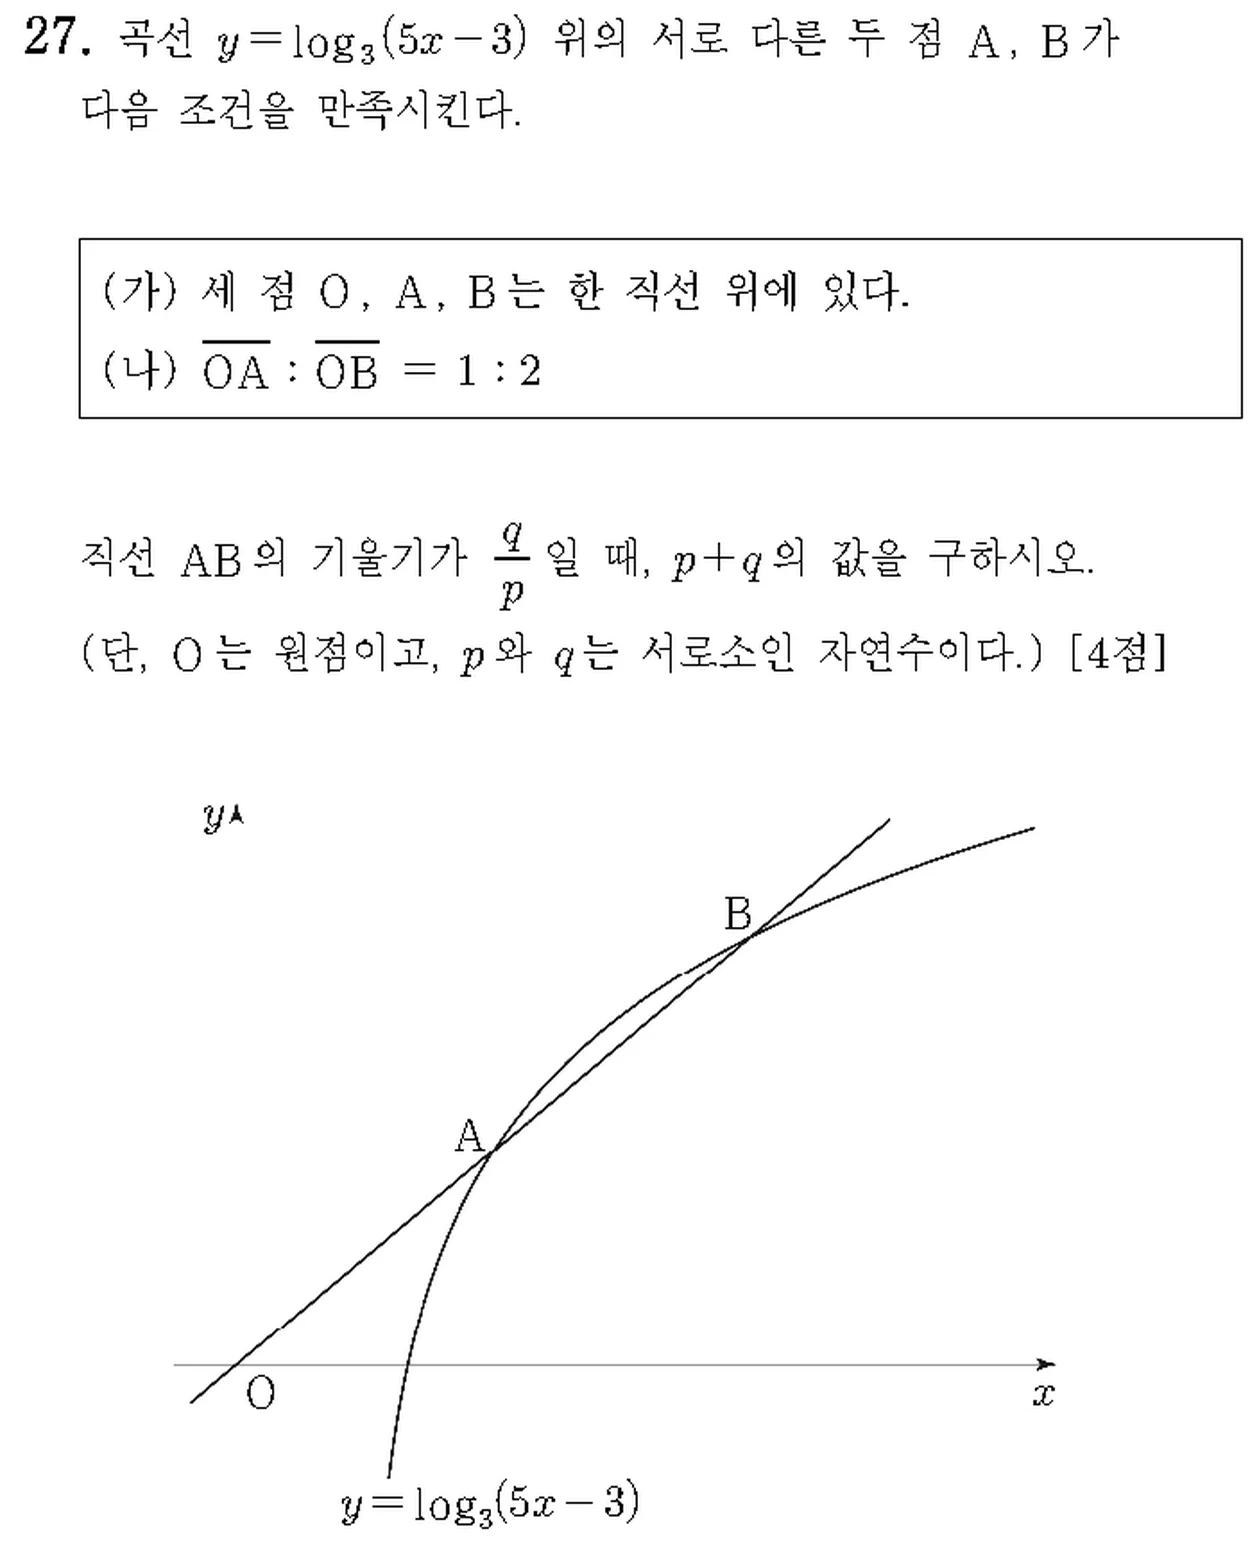 27. 곡선 y=log₃(5x-3) 위의 서로 다른 두 점 A, B가
다음 조건을 만족시킨다.
(가) 세 점 O, A, B는 한 직선 위에 있다.
(나) \overline{OA} : \overline{OB} = 1 : 2
직선 AB의 기울기가 \frac{q}{p}일 때, p+q의 값을 구하시오.
(단, O는 원점이고, p와 q는 서로소인 자연수이다.) [4점]
y
B
A
O
x
y=log₃(5x-3)